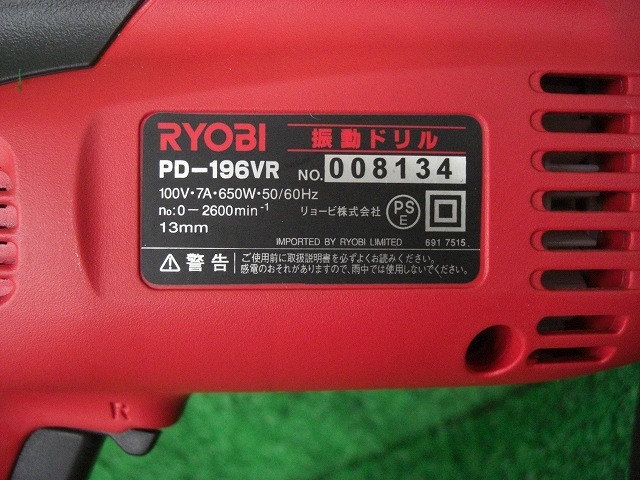 RYOBI 振動ドリル
PD-196VR NO. 008134
100V・7A・650W・50/60Hz
n₀:0-2600min⁻¹ リョービ株式会社 PSE
13mm
IMPORTED BY RYOBI LIMITED 691 7515
⚠警告 ご使用前に取扱説明書を必ずよくお読みください。
感電のおそれがありますので、雨中では使用しないでください。
R